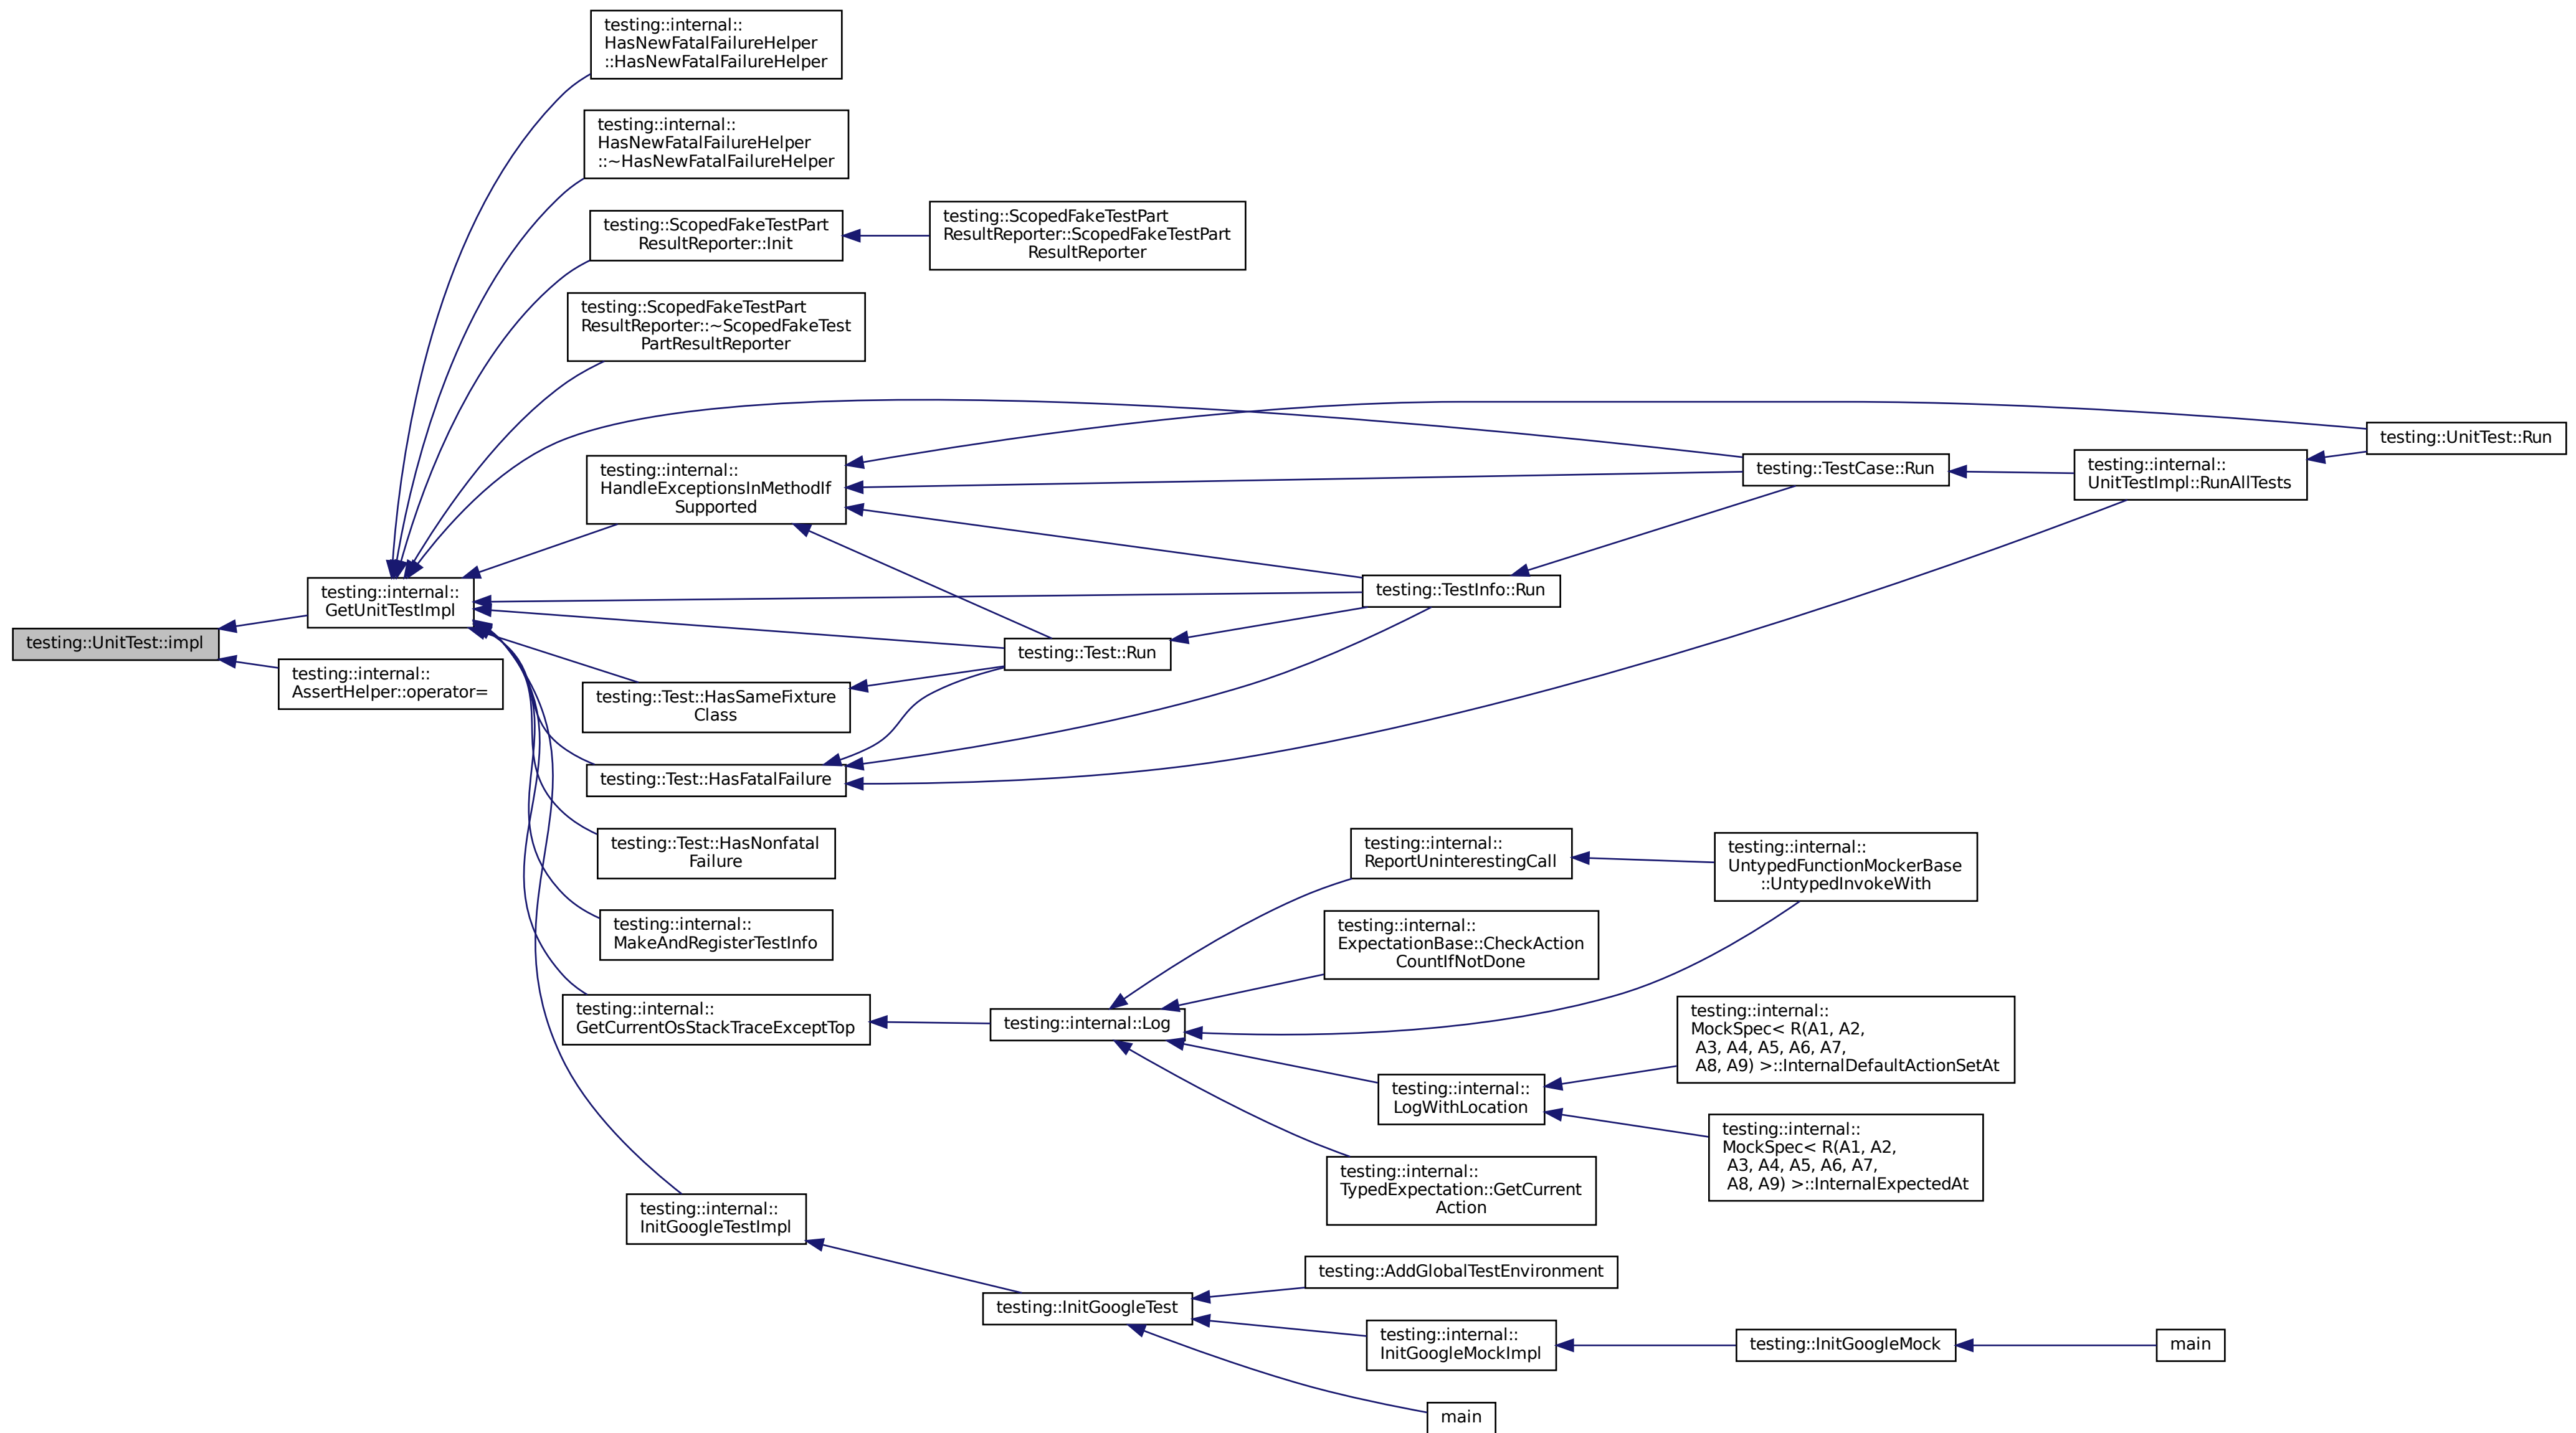 testing::internal::
HasNewFatalFailureHelper
::HasNewFatalFailureHelper
testing::internal::
HasNewFatalFailureHelper
::~HasNewFatalFailureHelper
testing::ScopedFakeTestPart
ResultReporter::Init
testing::ScopedFakeTestPart
ResultReporter::ScopedFakeTestPart
ResultReporter
testing::ScopedFakeTestPart
ResultReporter::~ScopedFakeTest
PartResultReporter
testing::UnitTest::Run
testing::internal::
HandleExceptionsInMethodIf
Supported
testing::TestCase::Run
testing::internal::
UnitTestImpl::RunAllTests
testing::internal::
GetUnitTestImpl
testing::TestInfo::Run
testing::UnitTest::impl
testing::Test::Run
testing::internal::
AssertHelper::operator=
testing::Test::HasSameFixture
Class
testing::Test::HasFatalFailure
testing::Test::HasNonfatal
Failure
testing::internal::
ReportUninterestingCall
testing::internal::
UntypedFunctionMockerBase
::UntypedInvokeWith
testing::internal::
MakeAndRegisterTestInfo
testing::internal::
ExpectationBase::CheckAction
CountIfNotDone
testing::internal::
GetCurrentOsStackTraceExceptTop
testing::internal::Log
testing::internal::
MockSpec< R(A1, A2,
A3, A4, A5, A6, A7,
A8, A9) >::InternalDefaultActionSetAt
testing::internal::
LogWithLocation
testing::internal::
MockSpec< R(A1, A2,
A3, A4, A5, A6, A7,
A8, A9) >::InternalExpectedAt
testing::internal::
TypedExpectation::GetCurrent
Action
testing::internal::
InitGoogleTestImpl
testing::AddGlobalTestEnvironment
testing::InitGoogleTest
testing::internal::
InitGoogleMockImpl
testing::InitGoogleMock
main
main